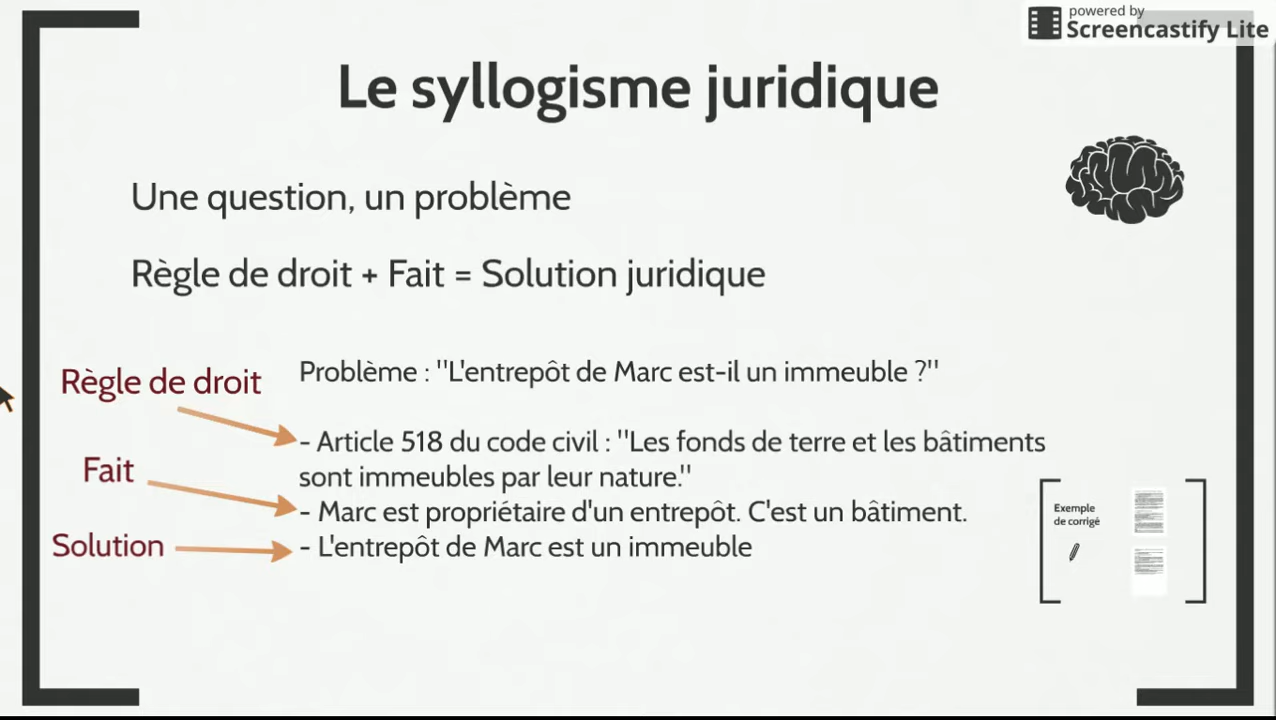 powered by
Screencastify Lite
Le syllogisme juridique
Une question, un problème
Règle de droit + Fait = Solution juridique
Règle de droit
Problème : "L'entrepôt de Marc est-il un immeuble ?"
- Article 518 du code civil : "Les fonds de terre et les bâtiments
sont immeubles par leur nature."
Fait
- Marc est propriétaire d'un entrepôt. C'est un bâtiment.
Solution
- L'entrepôt de Marc est un immeuble
Exemple
de corrigé